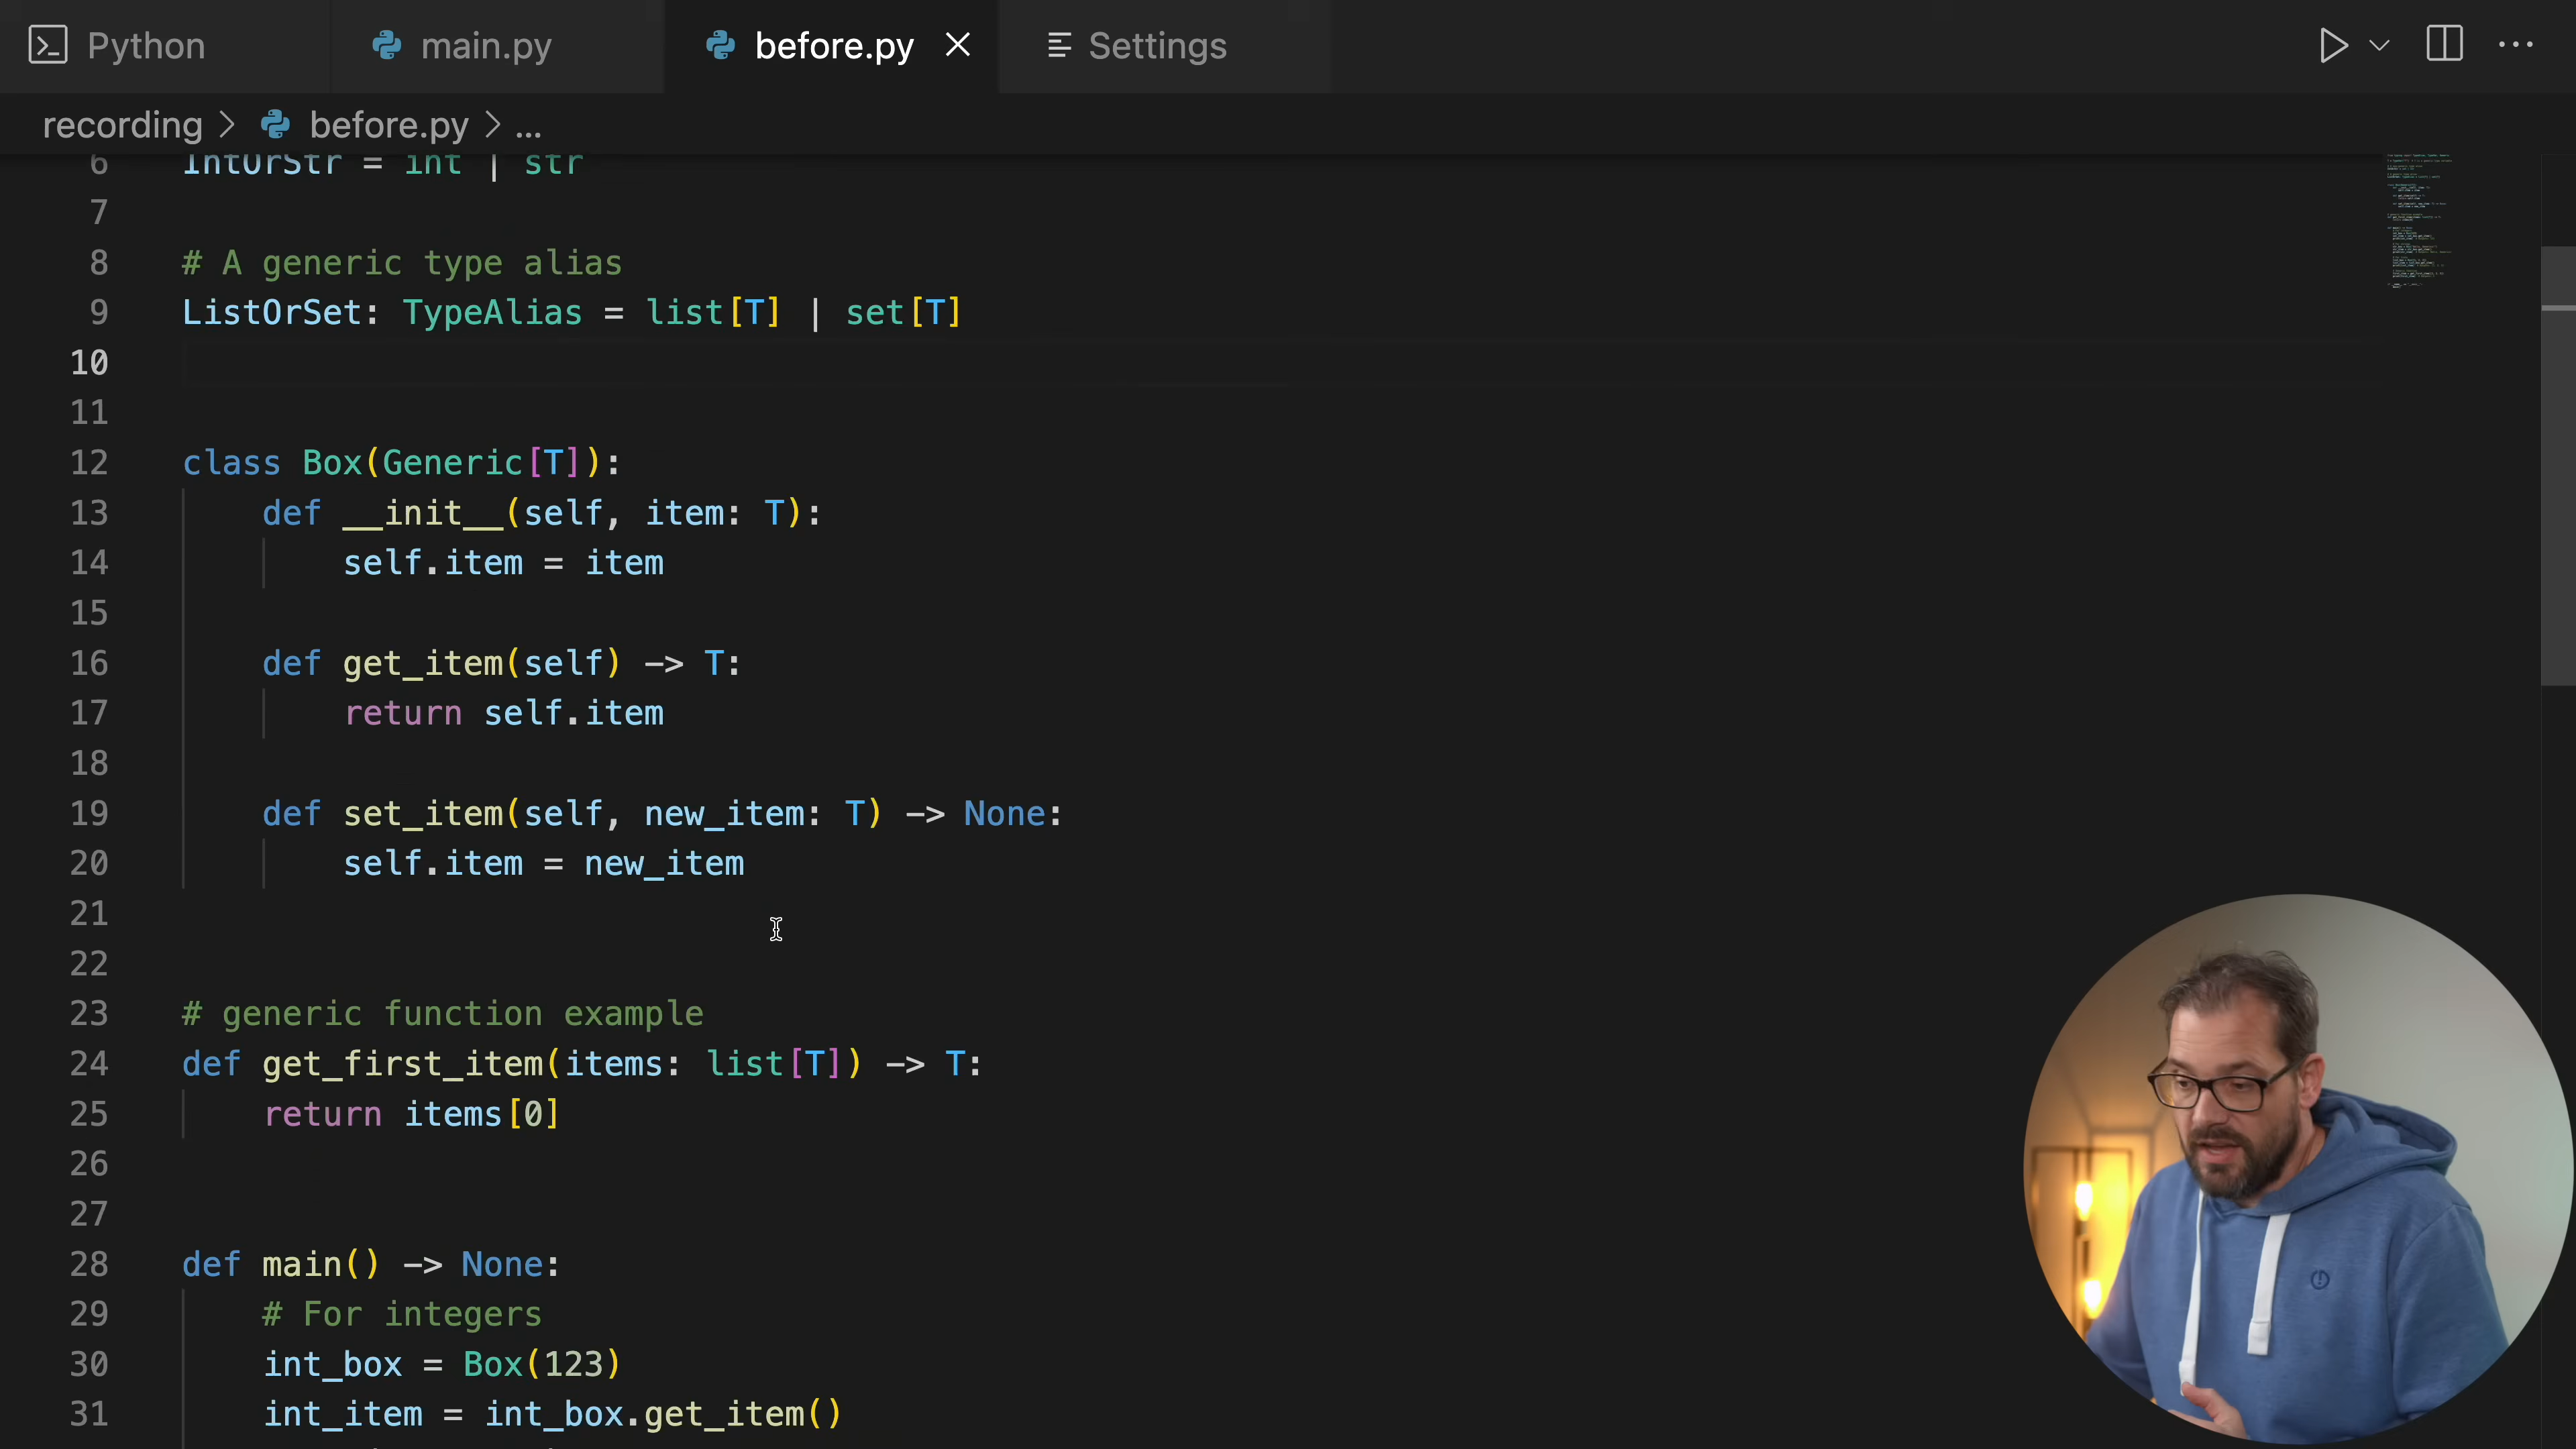 Python main.py before.py Settings
recording > before.py > ...
6 IntOrStr = int | str
7
8 # A generic type alias
9 ListOrSet: TypeAlias = list[T] | set[T]
10
11
12 class Box(Generic[T]):
13 def __init__(self, item: T):
14 self.item = item
15
16 def get_item(self) -> T:
17 return self.item
18
19 def set_item(self, new_item: T) -> None:
20 self.item = new_item
21
22
23 # generic function example
24 def get_first_item(items: list[T]) -> T:
25 return items[0]
26
27
28 def main() -> None:
29 # For integers
30 int_box = Box(123)
31 int_item = int_box.get_item()